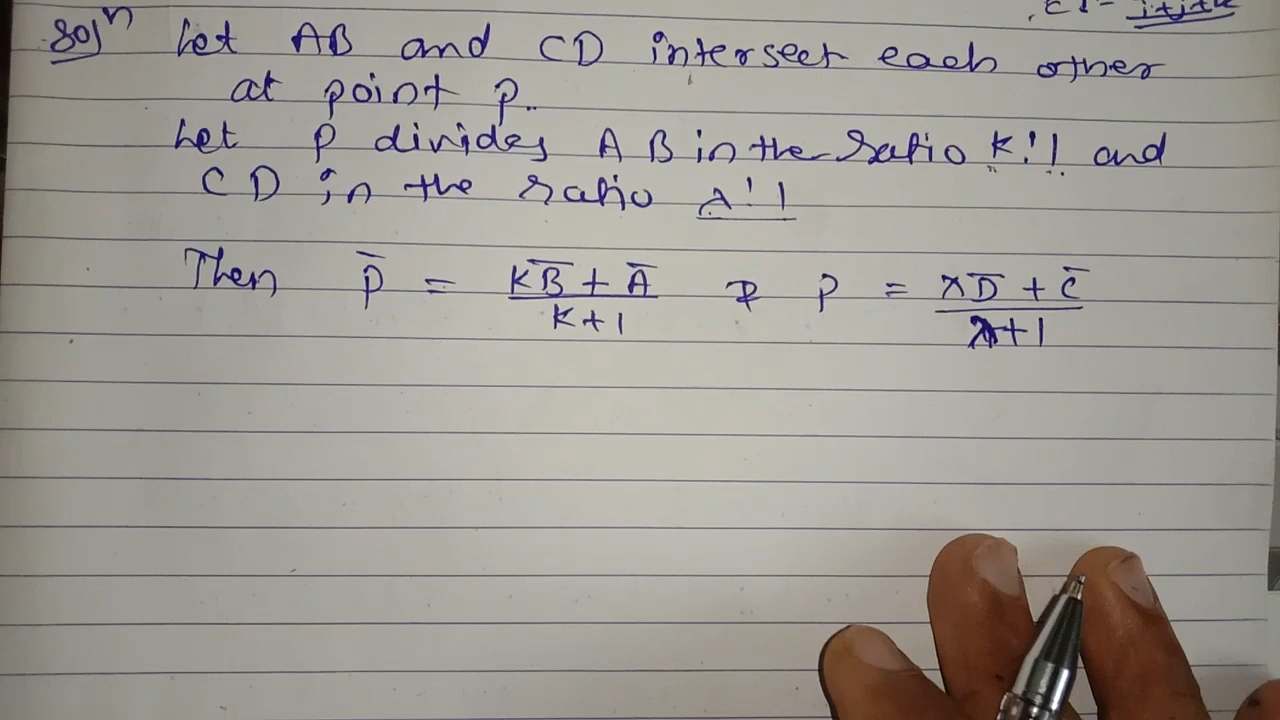 Solⁿ Let AB and CD intersect each other
at point P.
Let P divides AB in the ratio K:1 and
CD in the ratio λ:1
Then P̄ = (KB̄ + Ā)/(K+1) & P = (λD̄ + C̄)/(λ+1)